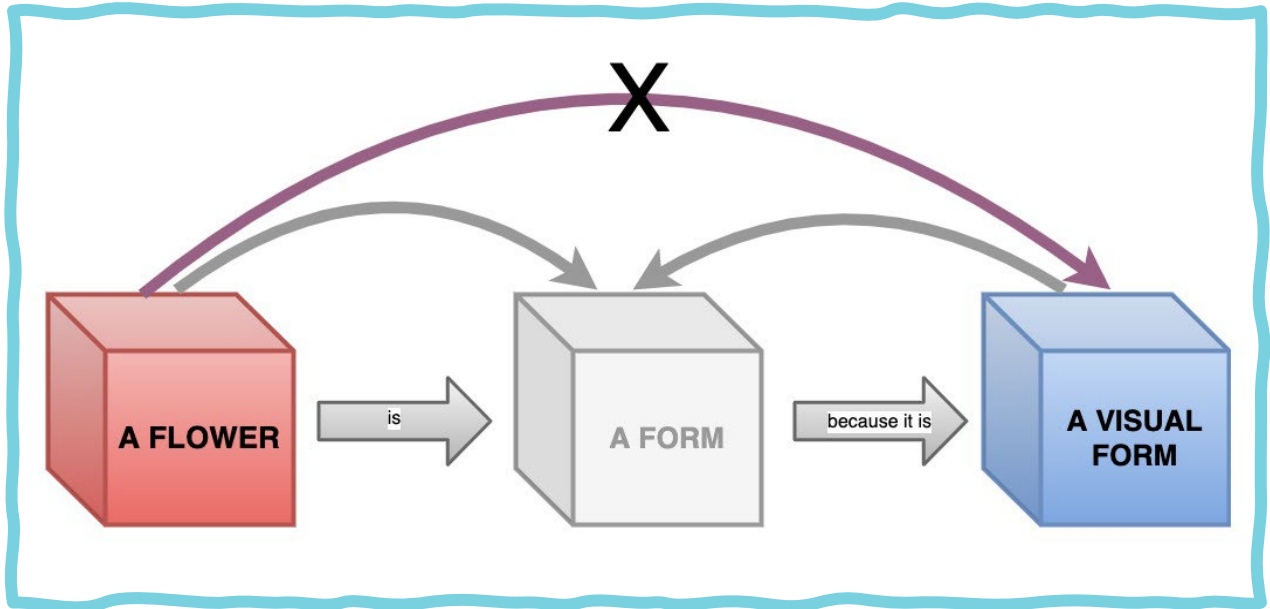 X
A FLOWER
is
A FORM
because it is
A VISUAL
FORM